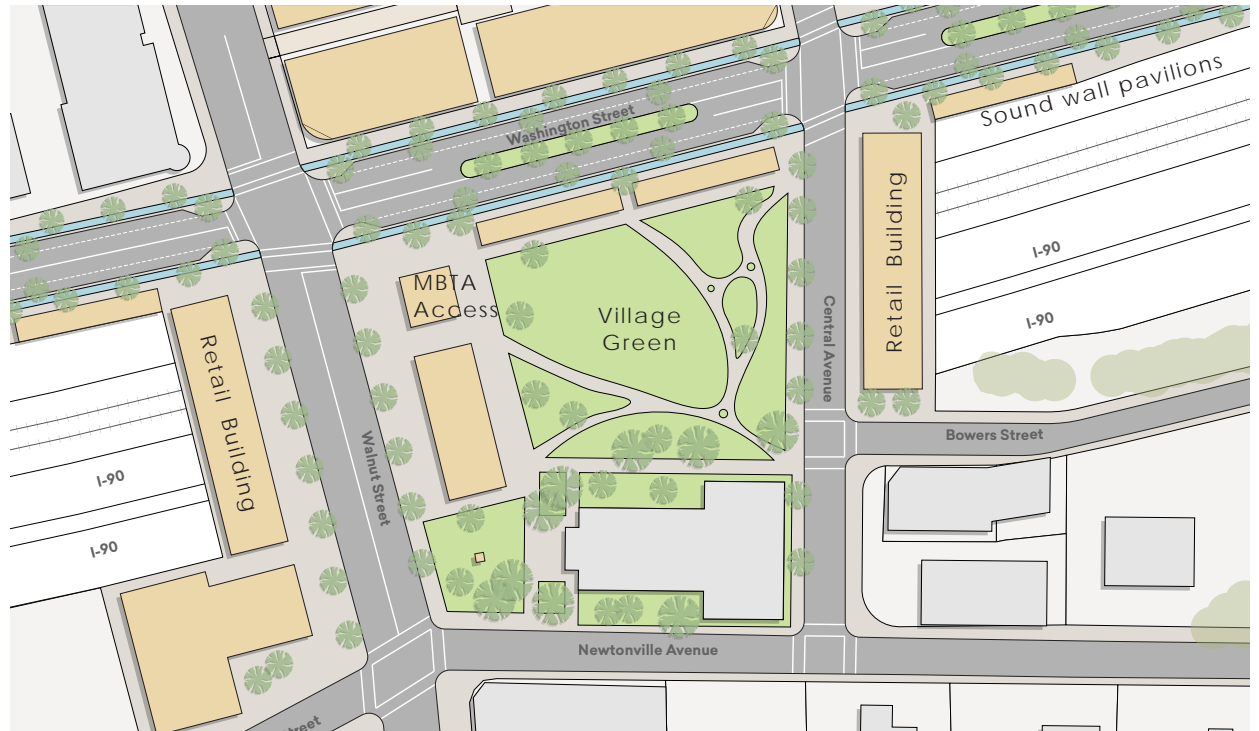 Sound wall pavilions
Washington Street
Retail Building
I-90
MBTA
Access
Village
Green
Central Avenue
I-90
Retail Building
Walnut Street
Bowers Street
I-90
I-90
Newtonville Avenue
Street